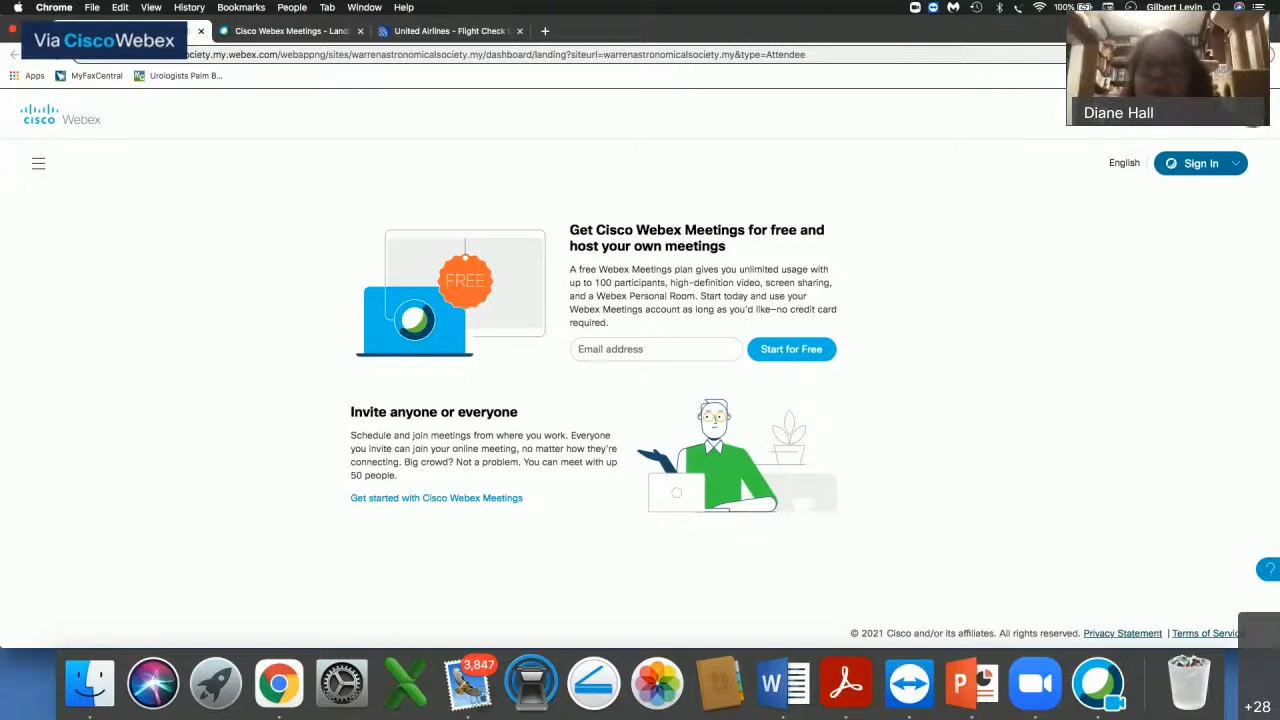 Chrome File Edit View History Bookmarks People Tab Window Help 100% Gilbert Levin
Via CiscoWebex
Cisco Webex Meetings - Land
United Airlines - Flight Check
society.my.webex.com/webappng/sites/warrenastronomicalsociety.my/dashboard/landing?siteurl=warrenastronomicalsociety.my&type=Attendee
Apps MyFaxCentral Urologists Palm B...
Diane Hall
cisco Webex
English Sign In
Get Cisco Webex Meetings for free and
host your own meetings
A free Webex Meetings plan gives you unlimited usage with
up to 100 participants, high-definition video, screen sharing,
and a Webex Personal Room. Start today and use your
Webex Meetings account as long as you'd like—no credit card
required.
FREE
Email address Start for Free
Invite anyone or everyone
Schedule and join meetings from where you work. Everyone
you invite can join your online meeting, no matter how they're
connecting. Big crowd? Not a problem. You can meet with up
50 people.
Get started with Cisco Webex Meetings
?
© 2021 Cisco and/or its affiliates. All rights reserved. Privacy Statement | Terms of Servic
3,847
W
P
+28